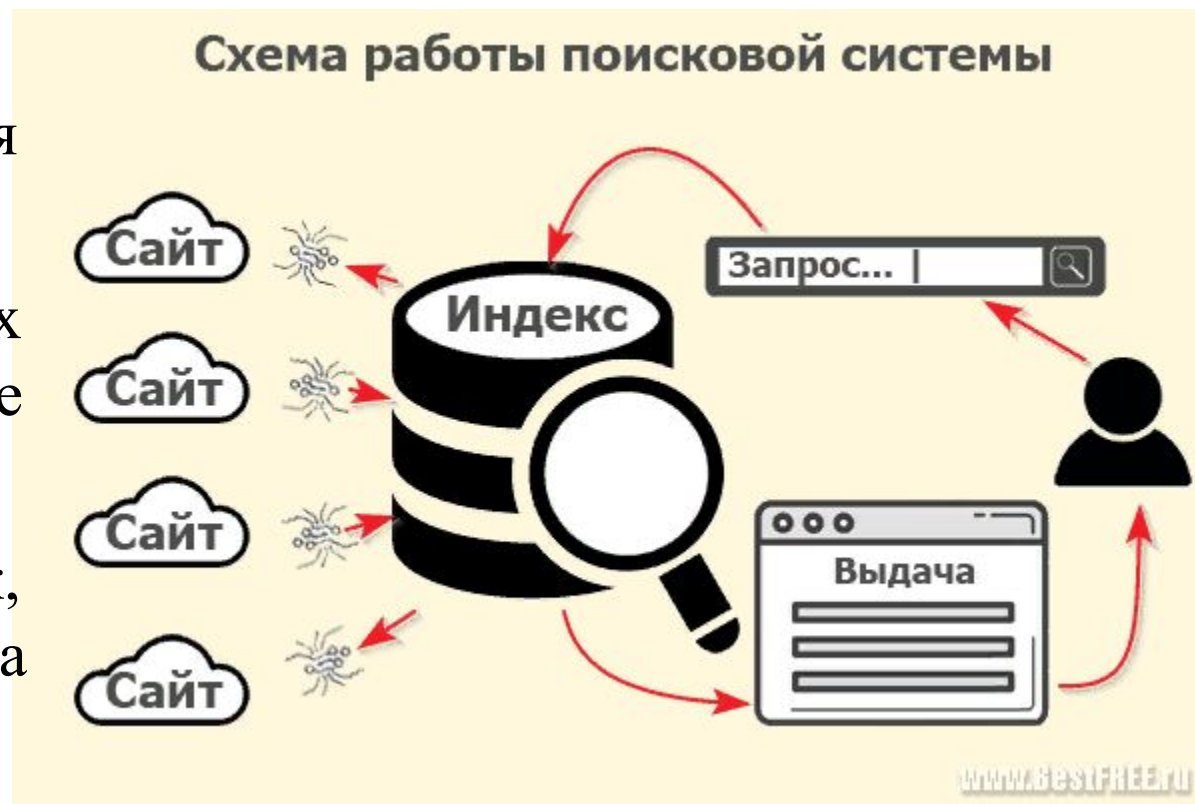 Схема работы поисковой системы
я
х
е
,
а
Сайт
Сайт
Сайт
Сайт
Индекс
Запрос... |
Выдача
www.BestFREE.ru